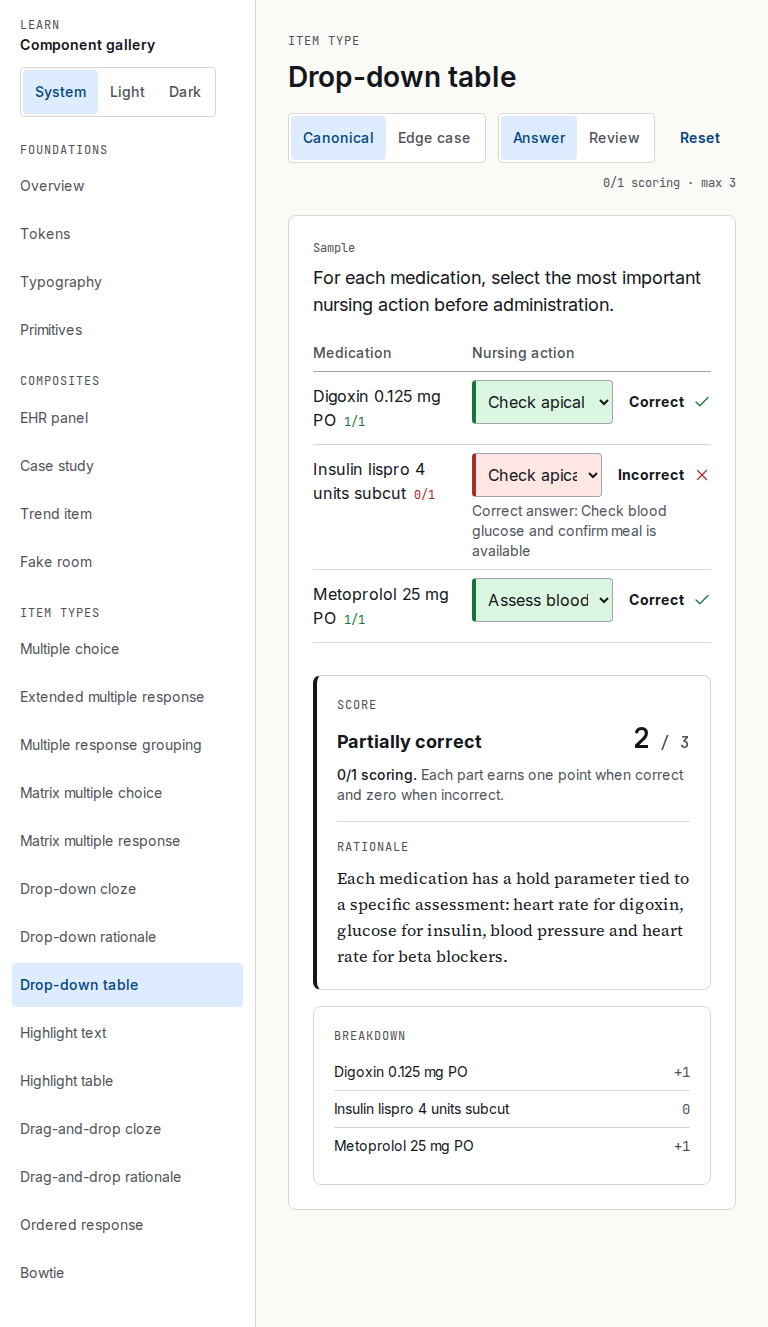 LEARN
Component gallery
System Light Dark
FOUNDATIONS
Overview
Tokens
Typography
Primitives
COMPOSITES
EHR panel
Case study
Trend item
Fake room
ITEM TYPES
Multiple choice
Extended multiple response
Multiple response grouping
Matrix multiple choice
Matrix multiple response
Drop-down cloze
Drop-down rationale
Drop-down table
Highlight text
Highlight table
Drag-and-drop cloze
Drag-and-drop rationale
Ordered response
Bowtie
ITEM TYPE
Drop-down table
Canonical Edge case Answer Review Reset
0/1 scoring · max 3
Sample
For each medication, select the most important
nursing action before administration.
Medication Nursing action
Digoxin 0.125 mg
PO 1/1
Check apical Correct
Insulin lispro 4
units subcut 0/1
Check apica Incorrect
Correct answer: Check blood
glucose and confirm meal is
available
Metoprolol 25 mg
PO 1/1
Assess blood Correct
SCORE
Partially correct 2 / 3
0/1 scoring. Each part earns one point when correct
and zero when incorrect.
RATIONALE
Each medication has a hold parameter tied to
a specific assessment: heart rate for digoxin,
glucose for insulin, blood pressure and heart
rate for beta blockers.
BREAKDOWN
Digoxin 0.125 mg PO +1
Insulin lispro 4 units subcut 0
Metoprolol 25 mg PO +1